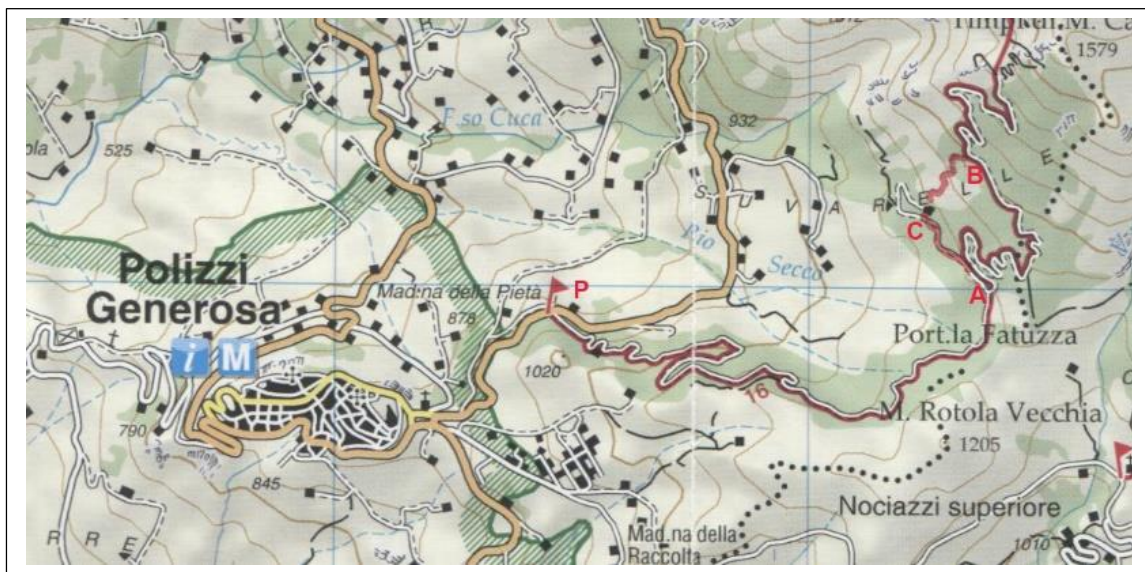 1579
932
F.so Cuca
525
S U V A R E L L E
B
C
Rio
Secco
Polizzi
Generosa
Mad.na della Pietà
P
A
878
Port.la Fatuzza
i M
1020
16
M. Rotola Vecchia
790
1205
845
Nociazzi superiore
R R E
Mad.na della
Raccolta
1010